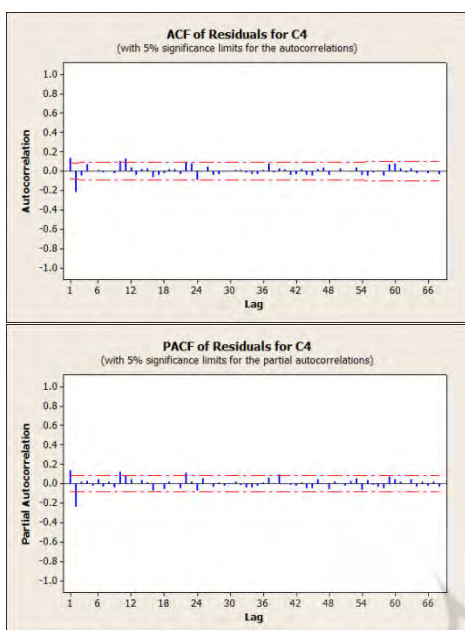 ACF of Residuals for C4
(with 5% significance limits for the autocorrelations)
1.0
0.8
0.6
0.4
0.2
0.0
-0.2
-0.4
-0.6
-0.8
-1.0
Autocorrelation
1 6 12 18 24 30 36 42 48 54 60 66
Lag
PACF of Residuals for C4
(with 5% significance limits for the partial autocorrelations)
1.0
0.8
0.6
0.4
0.2
0.0
-0.2
-0.4
-0.6
-0.8
-1.0
Partial Autocorrelation
1 6 12 18 24 30 36 42 48 54 60 66
Lag